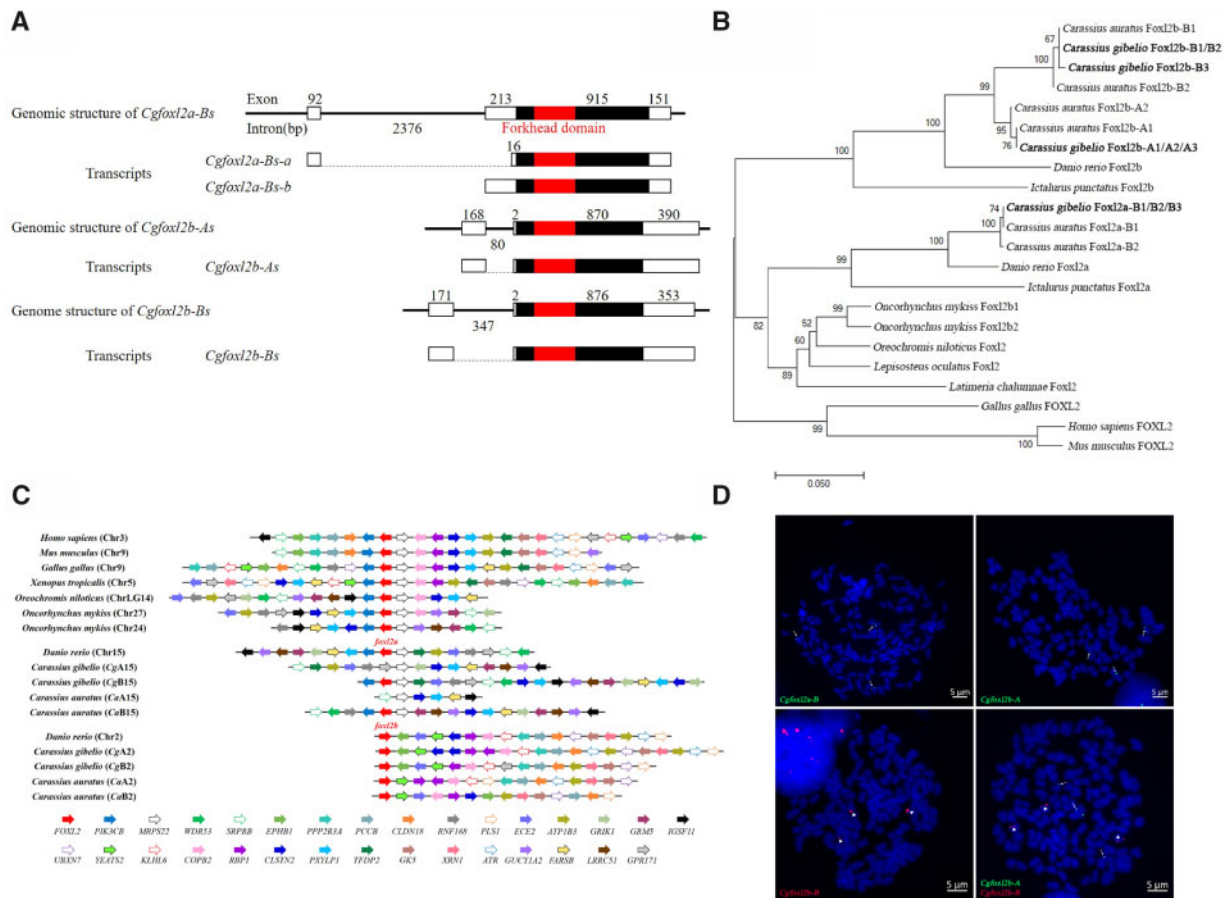 A
92
213
915
151
Exon
Genomic structure of Cgfoxl2a-Bs
Intron(bp)
2376
Forkhead domain
16
Cgfoxl2a-Bs-a
Transcripts
Cgfoxl2a-Bs-b
168
2
870
390
Genomic structure of Cgfoxl2b-As
80
Transcripts
Cgfoxl2b-As
171
2
876
353
Genome structure of Cgfoxl2b-Bs
347
Transcripts
Cgfoxl2b-Bs
B
Carassius auratus Foxl2b-B1
67
Carassius gibelio Foxl2b-B1/B2
100
Carassius gibelio Foxl2b-B3
99
Carassius auratus Foxl2b-B2
Carassius auratus Foxl2b-A2
100
95
Carassius auratus Foxl2b-A1
76
Carassius gibelio Foxl2b-A1/A2/A3
100
Danio rerio Foxl2b
Ictalurus punctatus Foxl2b
74
Carassius gibelio Foxl2a-B1/B2/B3
100
Carassius auratus Foxl2a-B1
100
Carassius auratus Foxl2a-B2
99
Danio rerio Foxl2a
Ictalurus punctatus Foxl2a
99
Oncorhynchus mykiss Foxl2b1
82
52
Oncorhynchus mykiss Foxl2b2
60
Oreochromis niloticus Foxl2
89
Lepisosteus oculatus Foxl2
Latimeria chalumnae Foxl2
Gallus gallus FOXL2
99
Homo sapiens FOXL2
100
Mus musculus FOXL2
0.050
C
Homo sapiens (Chr3)
Mus musculus (Chr9)
Gallus gallus (Chr9)
Xenopus tropicalis (Chr5)
Oreochromis niloticus (ChrLG14)
Oncorhynchus mykiss (Chr27)
Oncorhynchus mykiss (Chr24)
foxl2a
Danio rerio (Chr15)
Carassius gibelio (CgA15)
Carassius gibelio (CgB15)
Carassius auratus (CaA15)
Carassius auratus (CaB15)
foxl2b
Danio rerio (Chr2)
Carassius gibelio (CgA2)
Carassius gibelio (CgB2)
Carassius auratus (CaA2)
Carassius auratus (CaB2)
FOXL2 PIK3CB MRPS22 WDR53 SRPRB EPHB1 PPP2R3A PCCB CLDN18 RNF168 PLS1 ECE2 ATP1B3 GRIK1 GRM5 IGSF11
UBXN7 YEATS2 KLHL6 COPB2 RBP1 CLSTN2 PXYLP1 TFDP2 GK5 XRN1 ATR GUCY1A2 FARSB LRRC51 GPR171
D
Cgfoxl2a-B
5 µm
Cgfoxl2b-A
5 µm
Cgfoxl2b-B
5 µm
Cgfoxl2b-A
Cgfoxl2b-B
5 µm